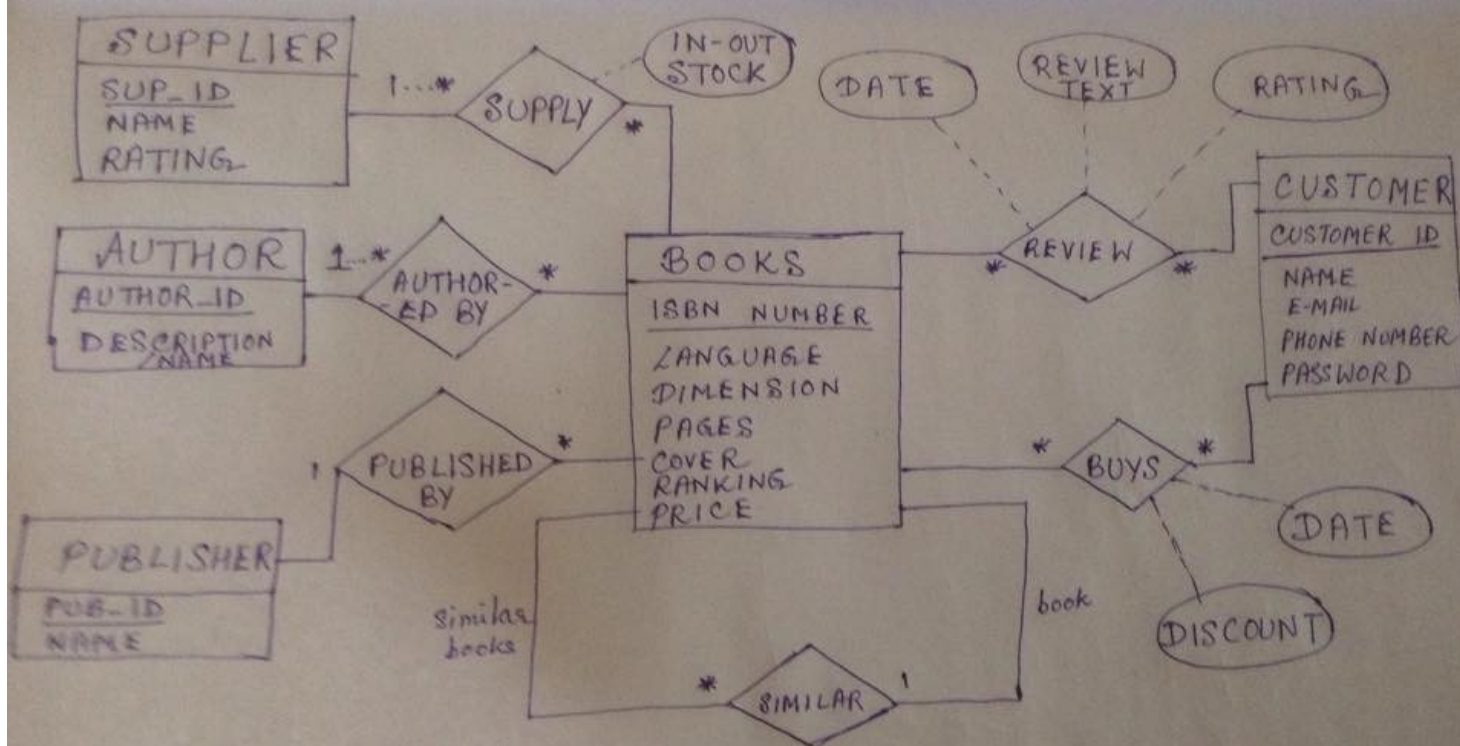 SUPPLIER
SUP_ID
NAME
RATING
1...*
SUPPLY
*
IN-OUT
STOCK
DATE
REVIEW
TEXT
RATING
AUTHOR
AUTHOR_ID
DESCRIPTION
/NAME
1...*
AUTHOR-
-ED BY
*
BOOKS
ISBN NUMBER
LANGUAGE
DIMENSION
PAGES
COVER
RANKING
PRICE
*
REVIEW
*
CUSTOMER
CUSTOMER ID
NAME
E-MAIL
PHONE NUMBER
PASSWORD
1
PUBLISHED
BY
*
*
BUYS
*
DATE
DISCOUNT
PUBLISHER
PUB_ID
NAME
similar
books
*
SIMILAR
1
book